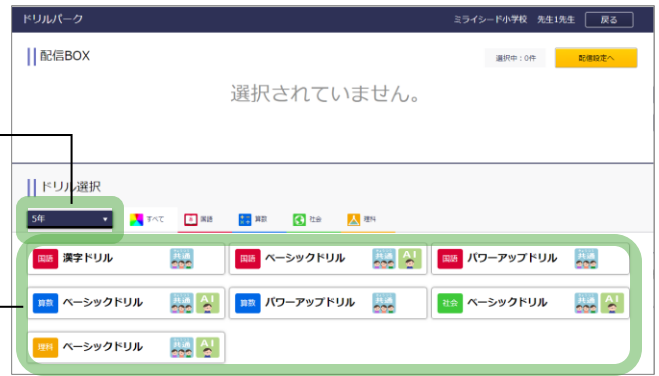 ドリルパーク ミライシード小学校 先生1先生 戻る
配信BOX 選択中：0件 配信設定へ
選択されていません。
ドリル選択
5年 ▼ すべて 国語 算数 社会 理科
国語 漢字ドリル 共通 国語 ベーシックドリル 共通 AI 国語 パワーアップドリル 共通
算数 ベーシックドリル 共通 AI 算数 パワーアップドリル 共通 社会 ベーシックドリル 共通 AI
理科 ベーシックドリル 共通 AI